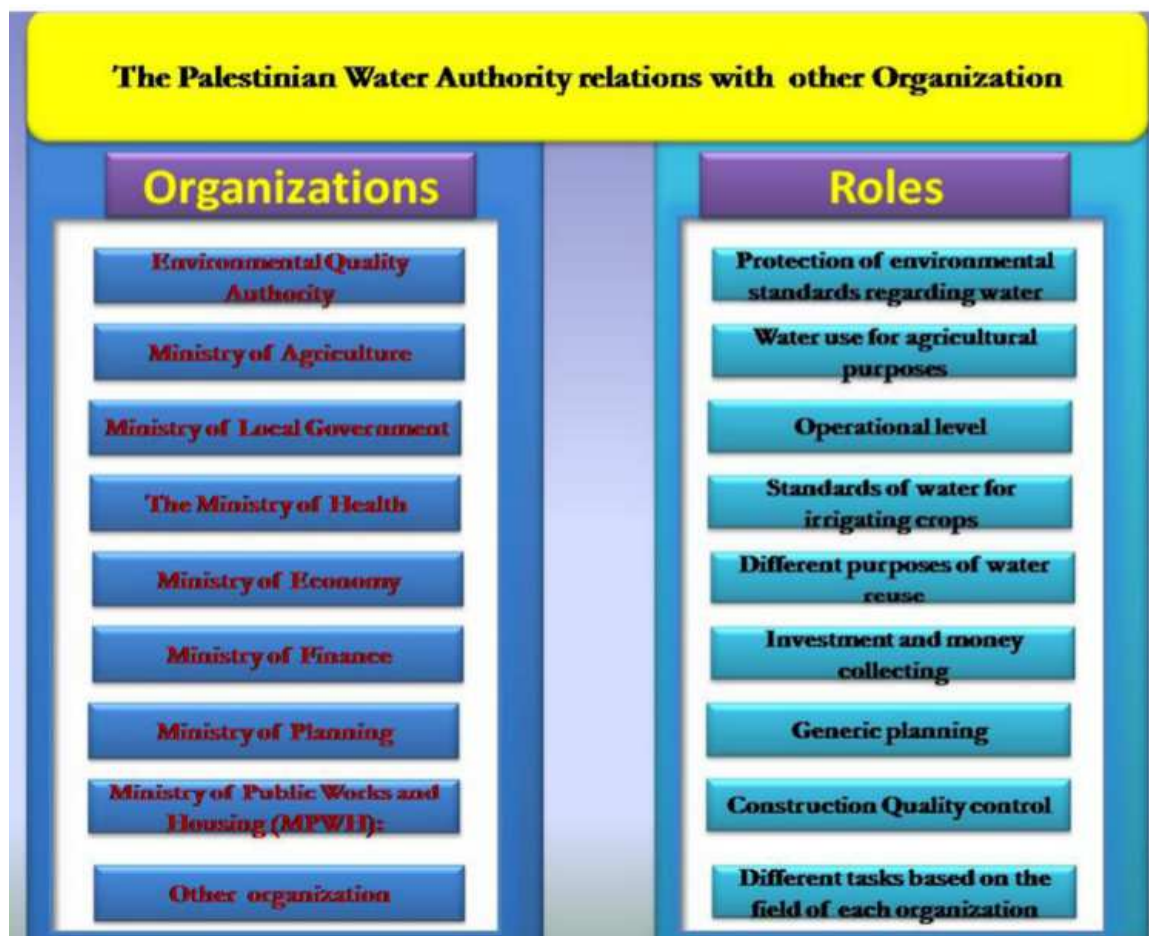 The Palestinian Water Authority relations with other Organization
Organizations
Environmental Quality
Authority
Ministry of Agriculture
Ministry of Local Government
The Ministry of Health
Ministry of Economy
Ministry of Finance
Ministry of Planning
Ministry of Public Works and
Housing (MPWH):
Other organization
Roles
Protection of environmental
standards regarding water
Water use for agricultural
purposes
Operational level
Standards of water for
irrigating crops
Different purposes of water
reuse
Investment and money
collecting
Generic planning
Construction Quality control
Different tasks based on the
field of each organization